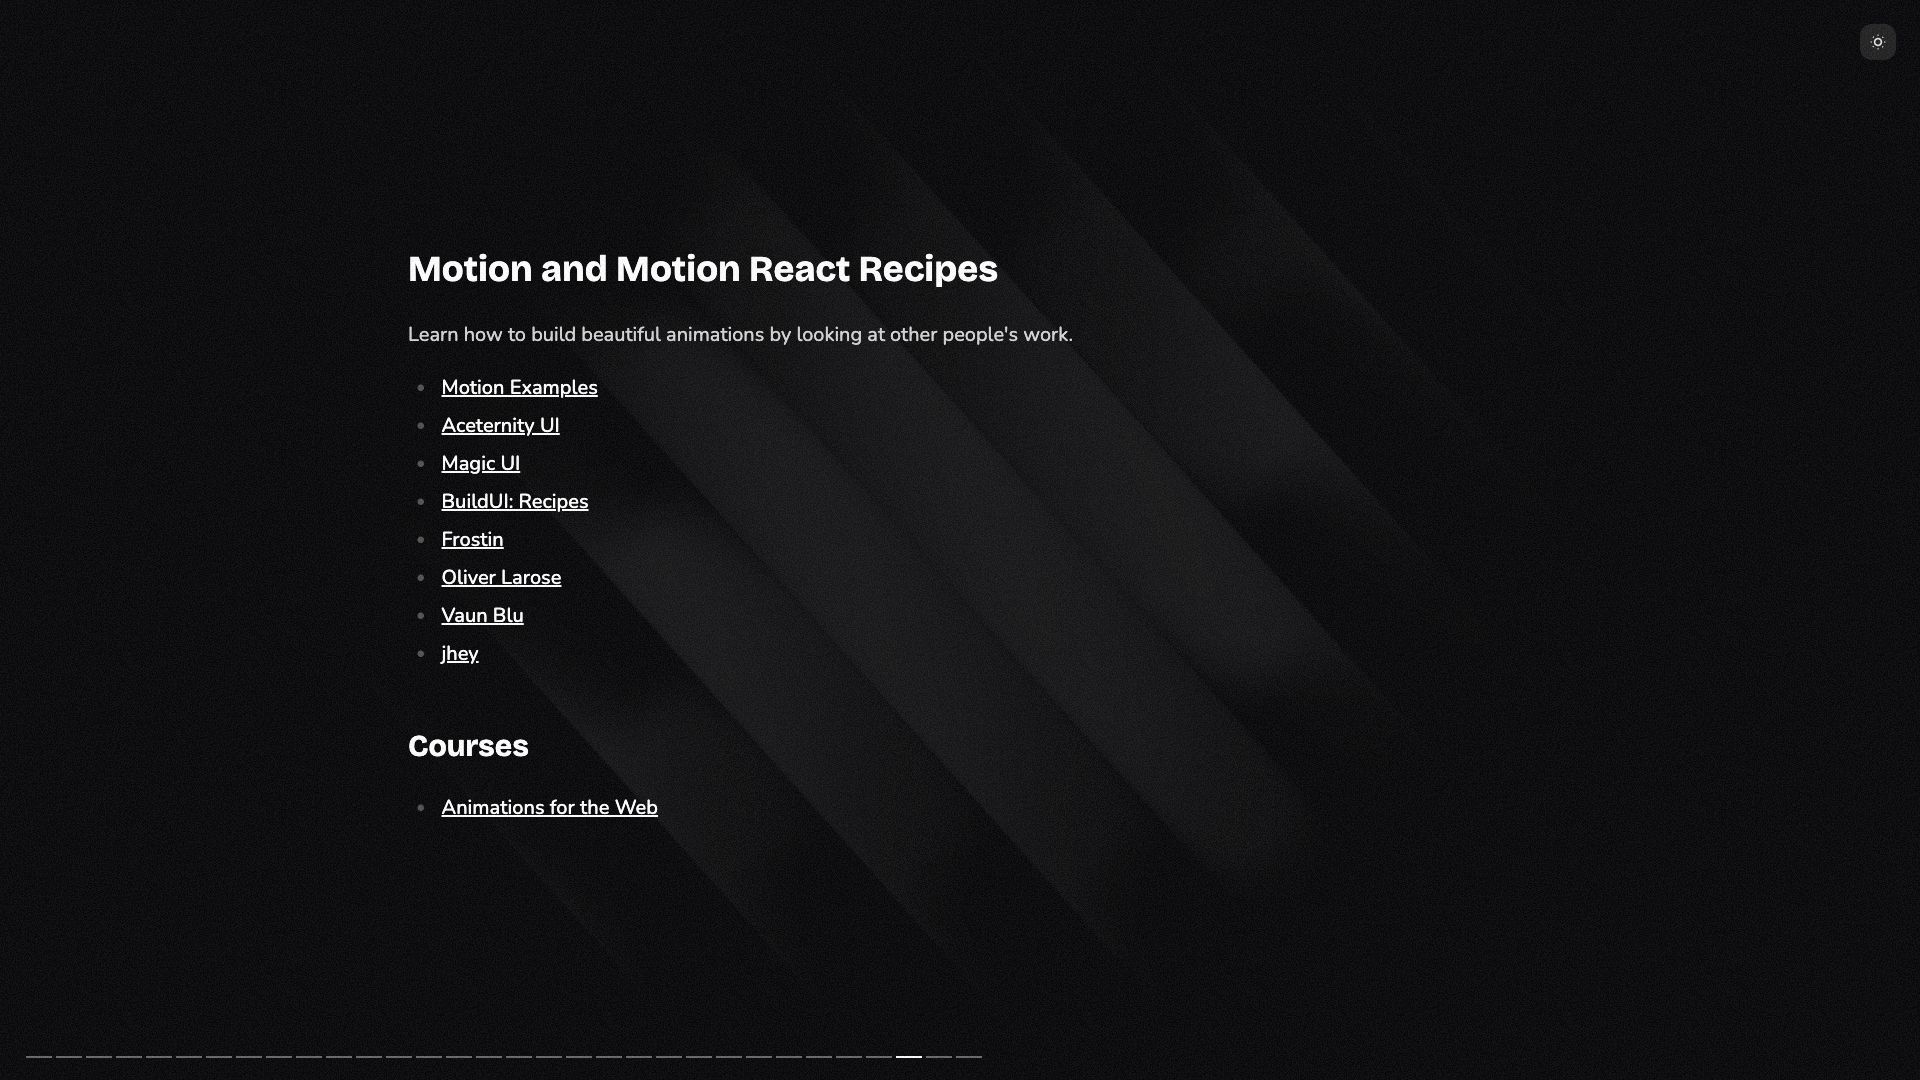 Motion and Motion React Recipes
Learn how to build beautiful animations by looking at other people's work.
Motion Examples
Aceternity UI
Magic UI
BuildUI: Recipes
Frostin
Oliver Larose
Vaun Blu
jhey
Courses
Animations for the Web